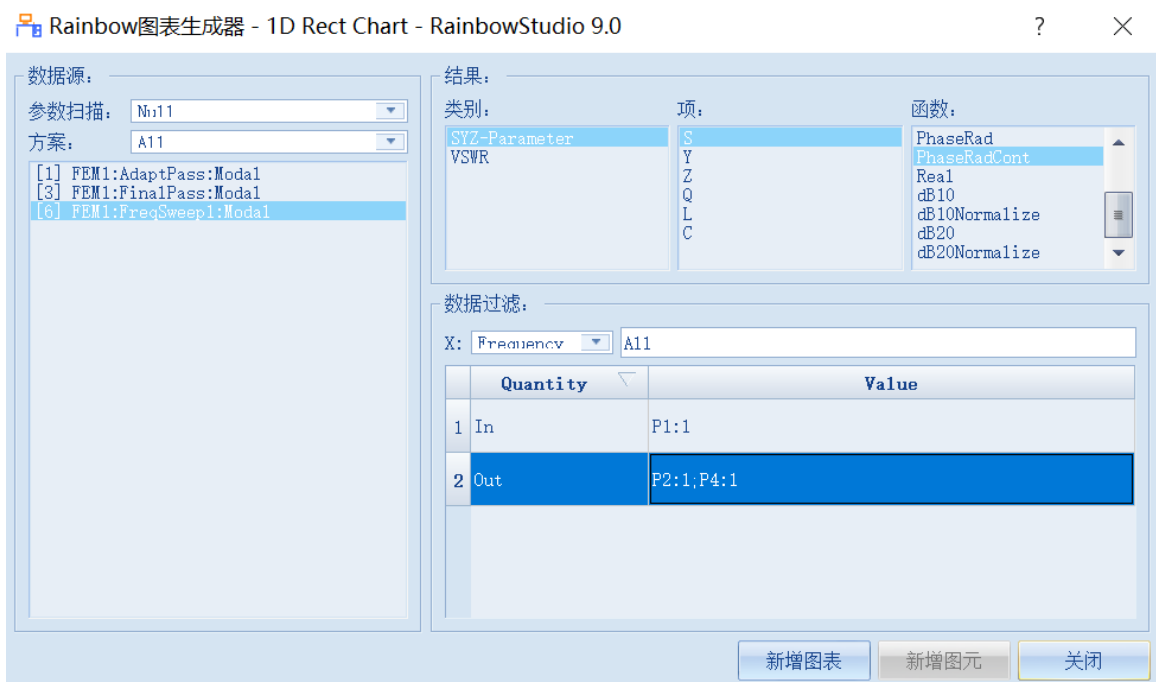 Rainbow图表生成器 - 1D Rect Chart - RainbowStudio 9.0
?
数据源：
参数扫描： Null
方案： All
[1] FEM1:AdaptPass:Modal
[3] FEM1:FinalPass:Modal
[6] FEM1:FreqSweep1:Modal
结果：
类别：
SYZ-Parameter
VSWR
项：
S
Y
Z
Q
L
C
函数：
PhaseRad
PhaseRadCont
Real
dB10
dB10Normalize
dB20
dB20Normalize
数据过滤：
X: Frequency All
Quantity Value
1 In P1:1
2 Out P2:1;P4:1
新增图表 新增图元 关闭